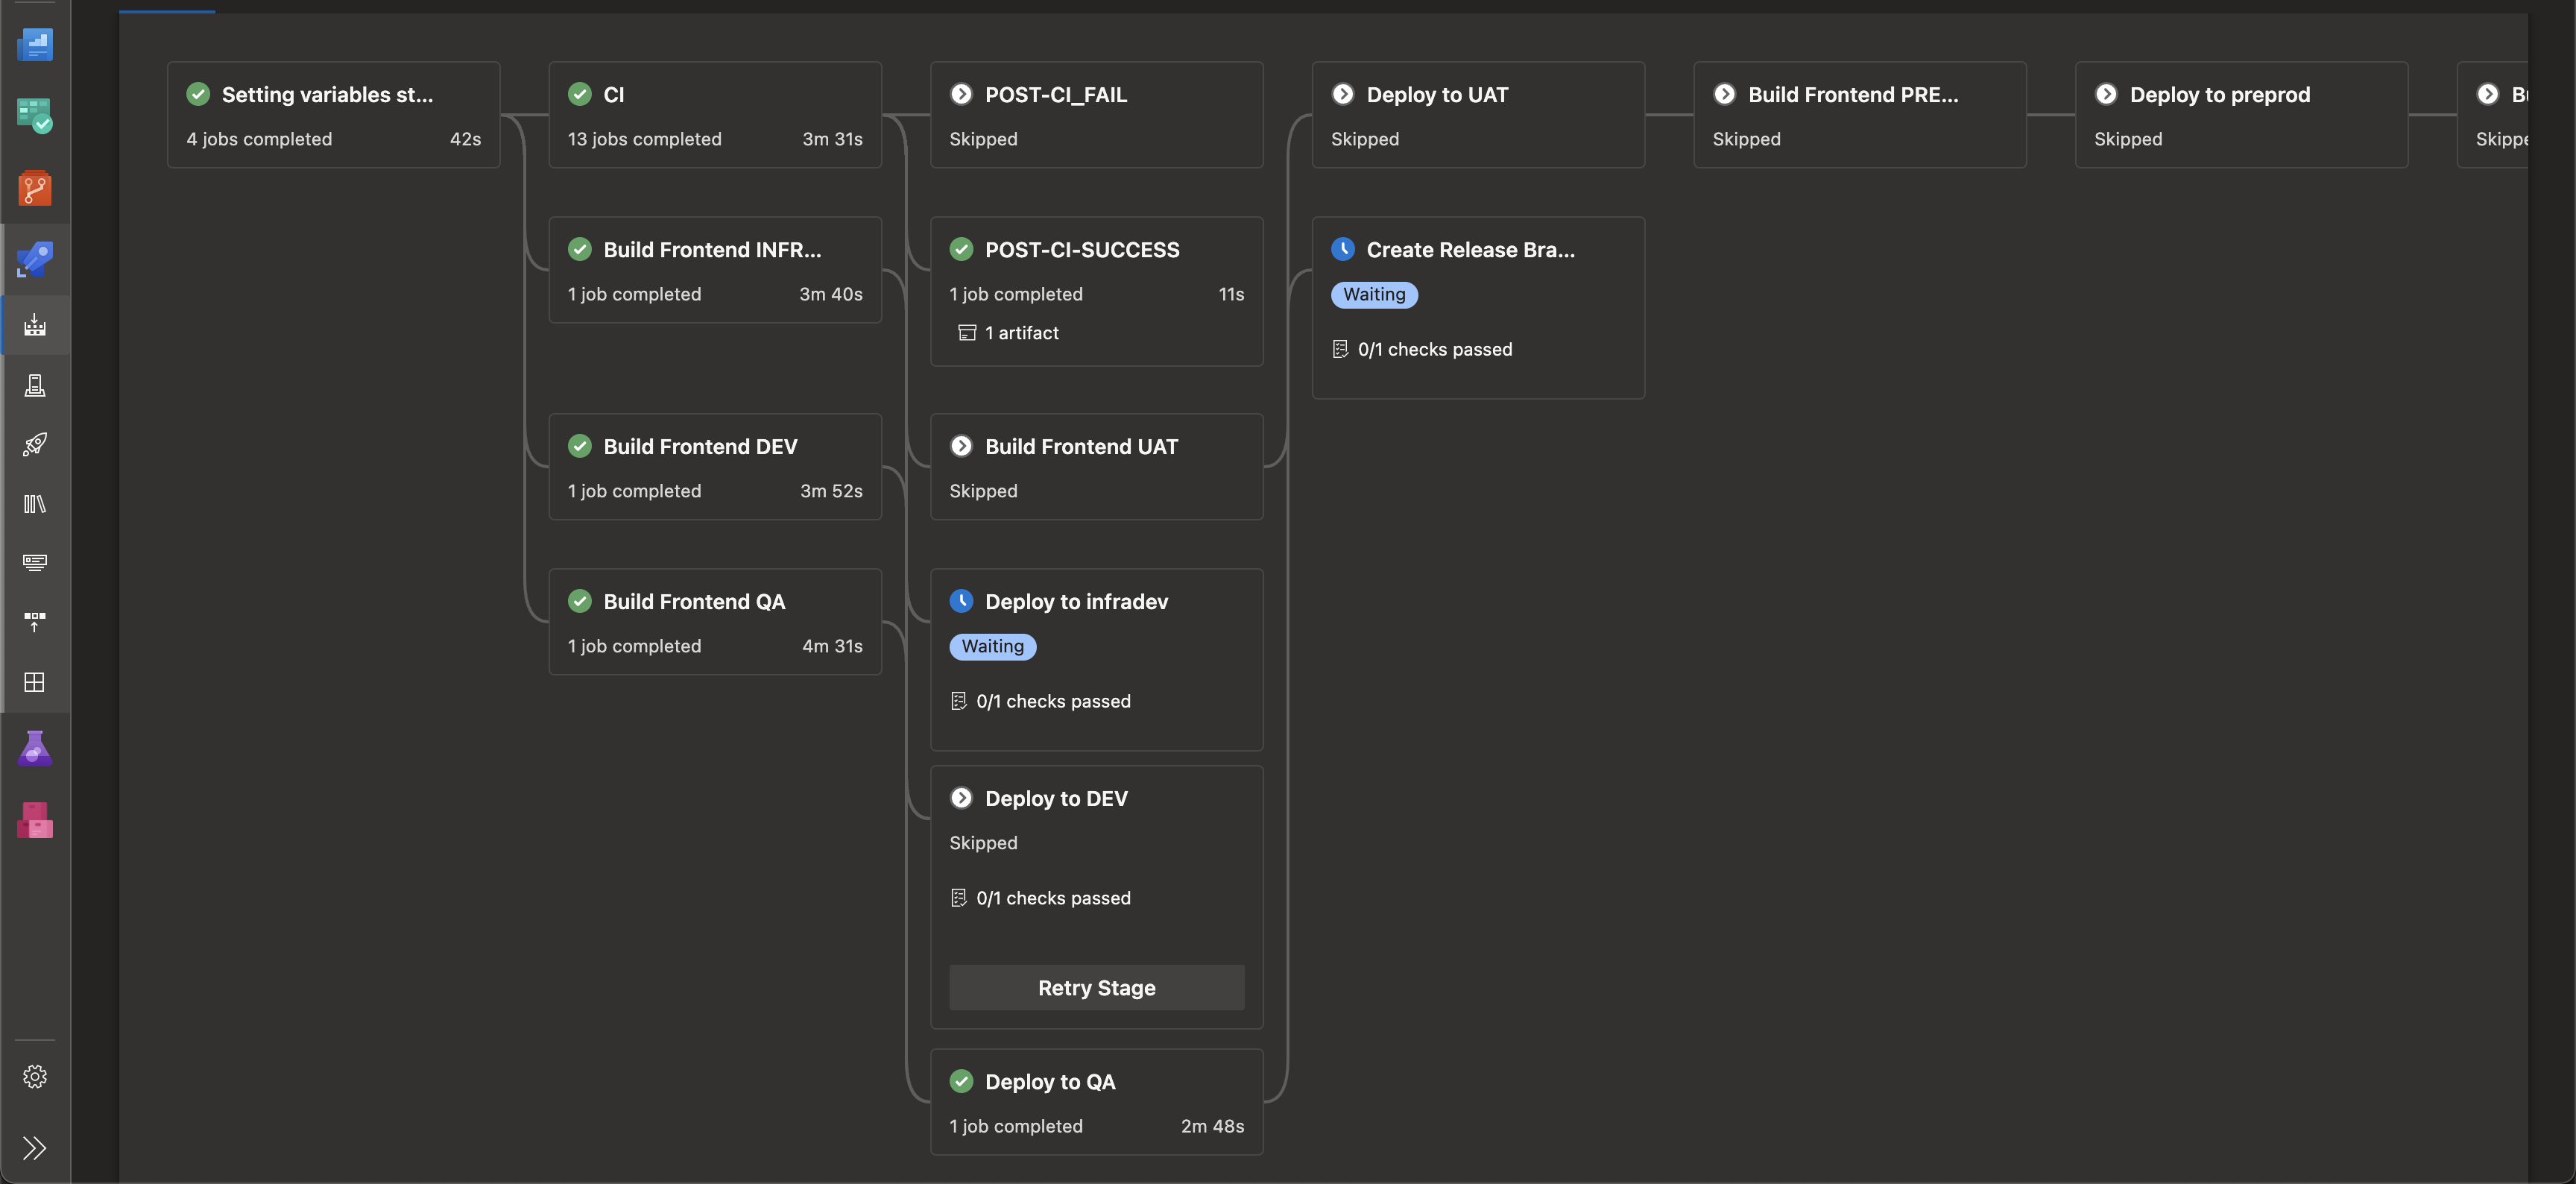 Setting variables st...
4 jobs completed 42s
CI
13 jobs completed 3m 31s
POST-CI_FAIL
Skipped
Deploy to UAT
Skipped
Build Frontend PRE...
Skipped
Deploy to preprod
Skipped
Build Frontend INFR...
1 job completed 3m 40s
POST-CI-SUCCESS
1 job completed 11s
1 artifact
Create Release Bra...
Waiting
0/1 checks passed
Build Frontend DEV
1 job completed 3m 52s
Build Frontend UAT
Skipped
Build Frontend QA
1 job completed 4m 31s
Deploy to infradev
Waiting
0/1 checks passed
Deploy to DEV
Skipped
0/1 checks passed
Retry Stage
Deploy to QA
1 job completed 2m 48s